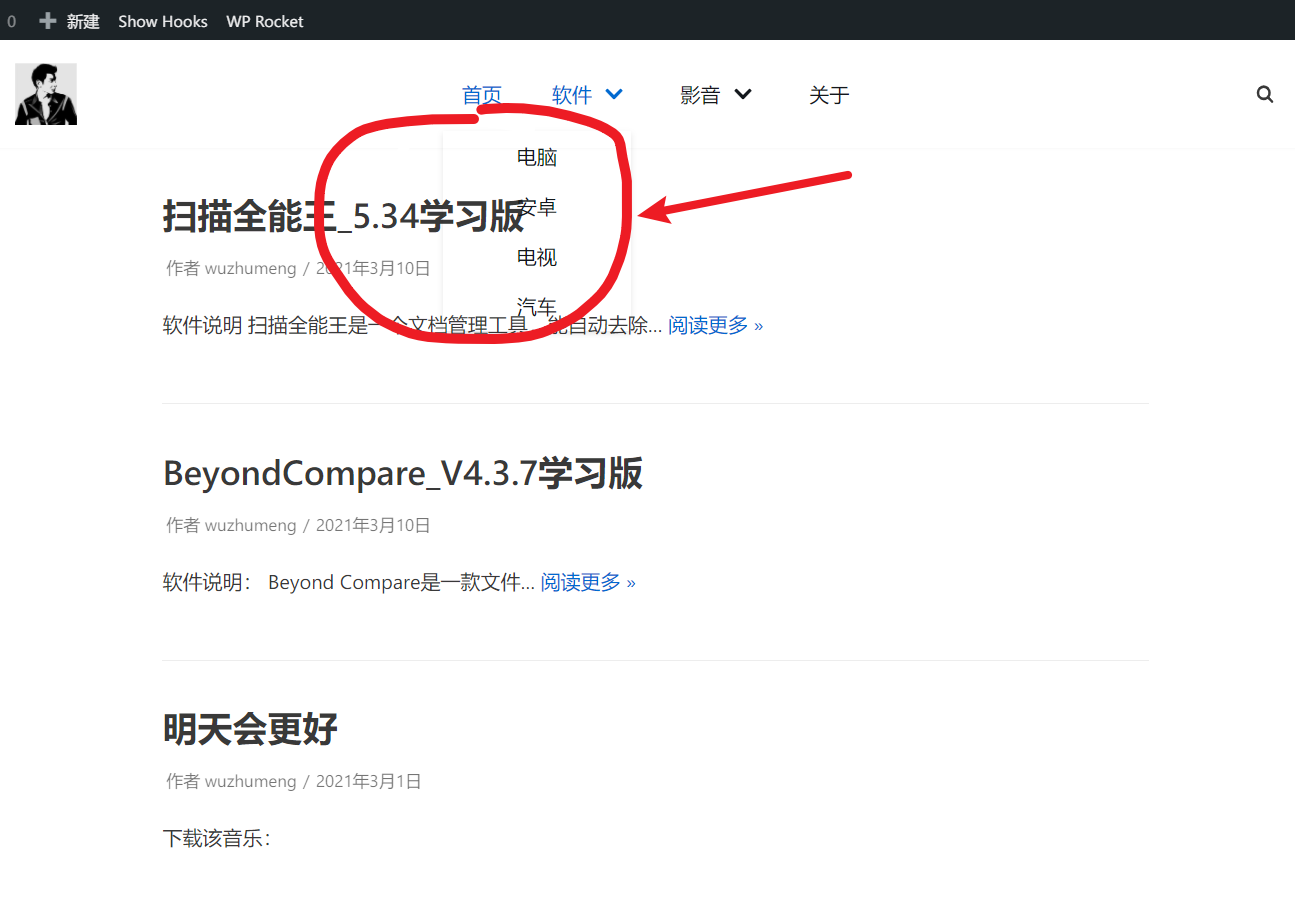 0 新建 Show Hooks WP Rocket
首页 软件 影音 关于
电脑
安卓
电视
汽车
扫描全能王_5.34学习版
作者 wuzhumeng / 2021年3月10日
软件说明 扫描全能王是一个文档管理工具，能自动去除... 阅读更多 »
BeyondCompare_V4.3.7学习版
作者 wuzhumeng / 2021年3月10日
软件说明： Beyond Compare是一款文件... 阅读更多 »
明天会更好
作者 wuzhumeng / 2021年3月1日
下载该音乐：